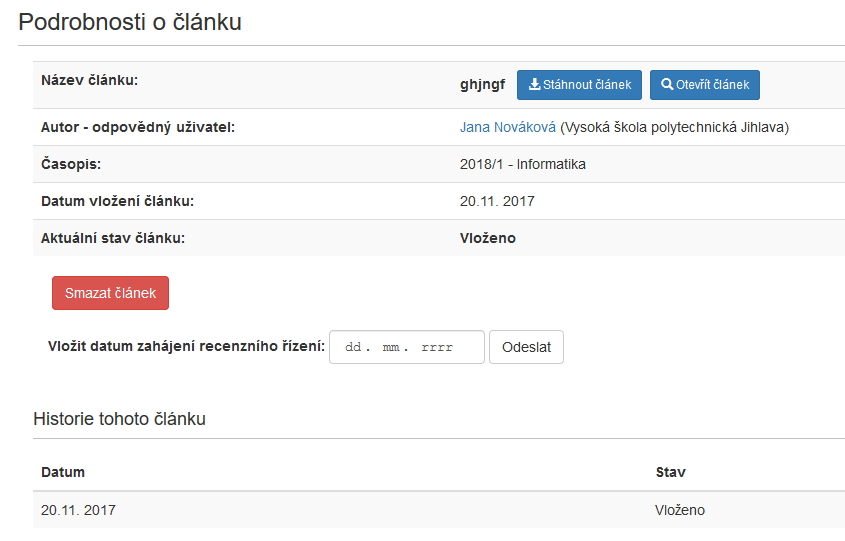 Podrobnosti o článku
Název článku: ghjngf Stáhnout článek Otevřít článek
Autor - odpovědný uživatel: Jana Nováková (Vysoká škola polytechnická Jihlava)
Časopis: 2018/1 - Informatika
Datum vložení článku: 20.11. 2017
Aktuální stav článku: Vloženo
Smazat článek
Vložit datum zahájení recenzního řízení: dd. mm. rrrr Odeslat
Historie tohoto článku
Datum Stav
20.11. 2017 Vloženo